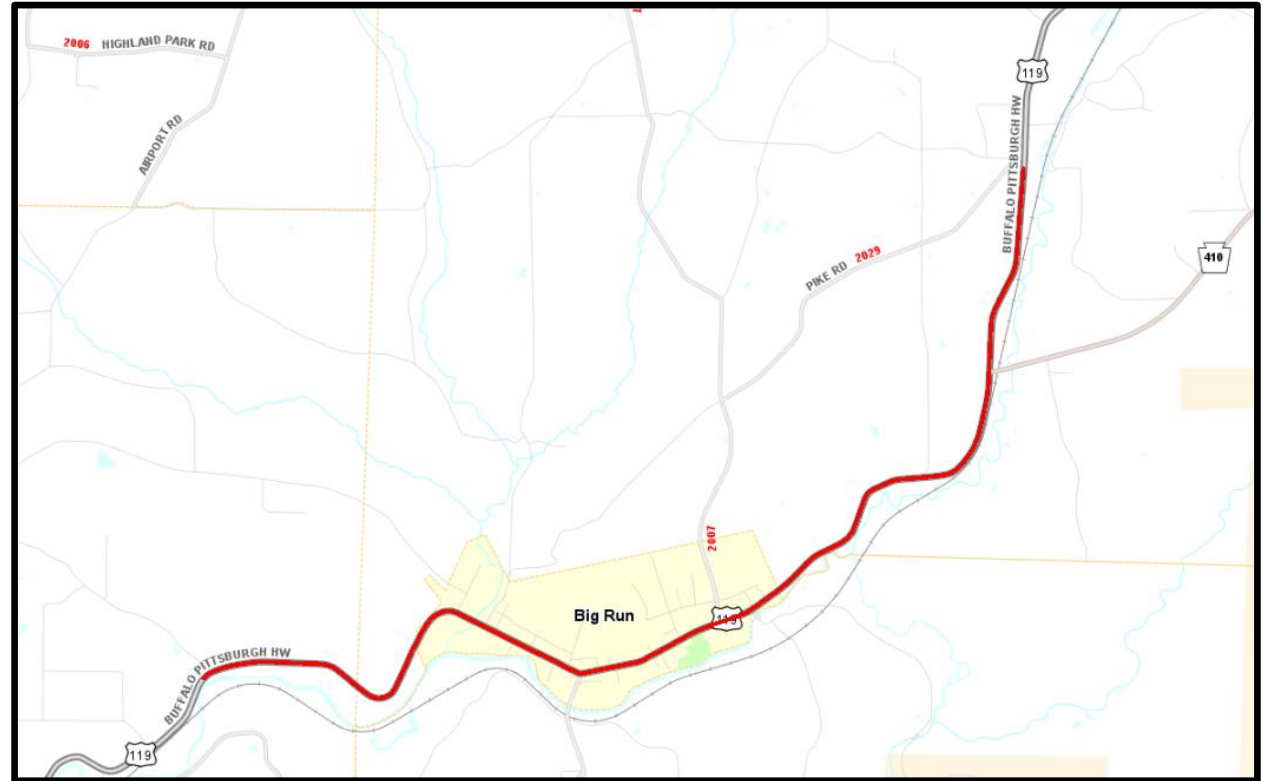 2006 HIGHLAND PARK RD
119
AIRPORT RD
BUFFALO PITTSBURGH HW
410
PIKE RD 2029
2007
Big Run
119
BUFFALO PITTSBURGH HW
119